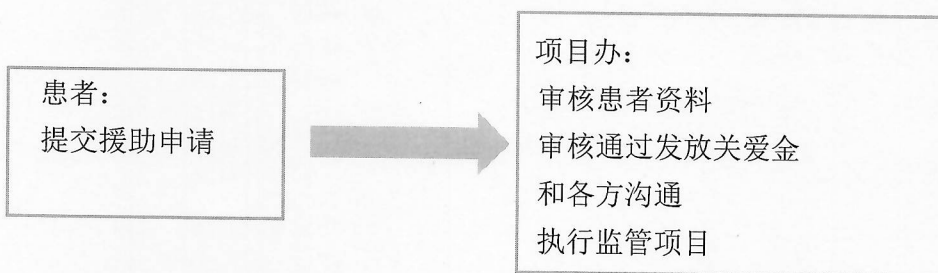 患者：
提交援助申请
项目办：
审核患者资料
审核通过发放关爱金
和各方沟通
执行监管项目